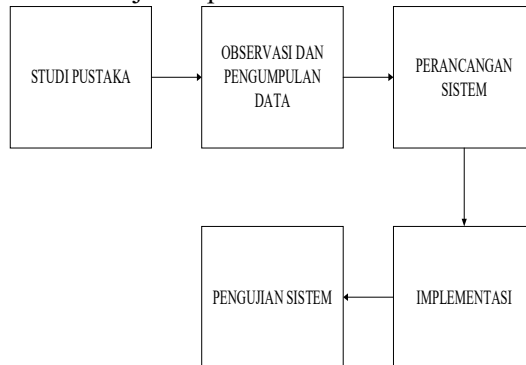 STUDI PUSTAKA
OBSERVASI DAN
PENGUMPULAN
DATA
PERANCANGAN
SISTEM
PENGUJIAN SISTEM
IMPLEMENTASI